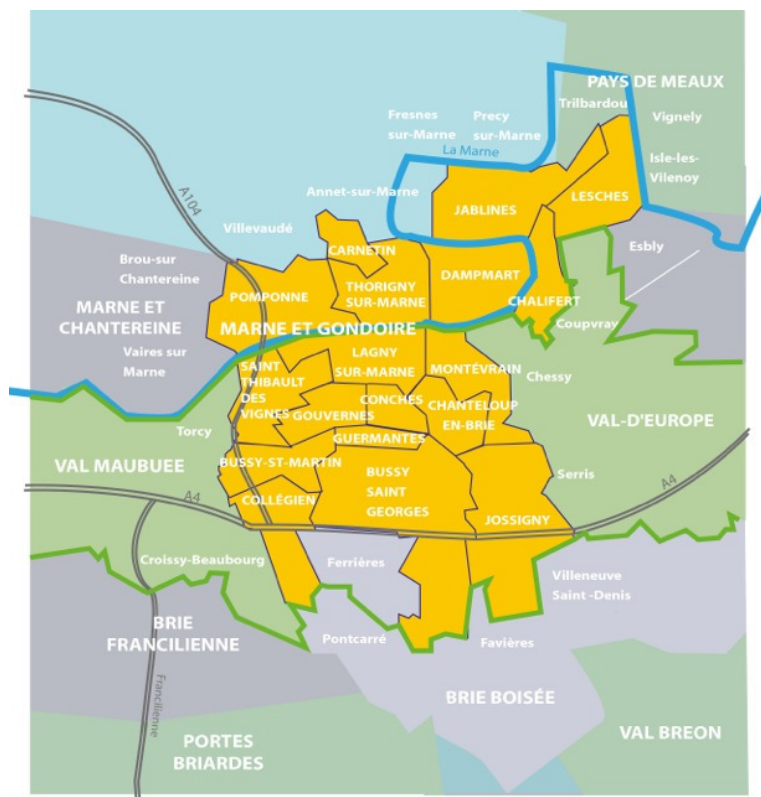 PAYS DE MEAUX
Trilbardou
Fresnes
sur-Marne
Precy
sur-Marne
Vignely
La Marne
Isle-les-
Vilenoy
Annet-sur-Marne
LESCHES
JABLINES
A104
Villevaudé
CARNETIN
Esbly
Brou-sur
Chantereine
DAMPMART
THORIGNY
SUR-MARNE
POMPONNE
CHALIFERT
MARNE ET
CHANTEREINE
MARNE ET GONDOIRE
Coupvray
Vaires sur
Marne
LAGNY
SUR-MARNE
SAINT
THIBAULT
DES
VIGNES
MONTÉVRAIN
Chessy
CONCHES
CHANTELOUP
EN-BRIE
GOUVERNES
VAL-D'EUROPE
Torcy
GUERMANTES
VAL MAUBUEE
BUSSY-ST-MARTIN
BUSSY
SAINT
GEORGES
Serris
A4
A4
COLLÉGIEN
JOSSIGNY
Croissy-Beaubourg
Ferrières
Villeneuve
Saint -Denis
BRIE
FRANCILIENNE
Pontcarré
Favières
Francilienne
BRIE BOISÉE
PORTES
BRIARDES
VAL BREON